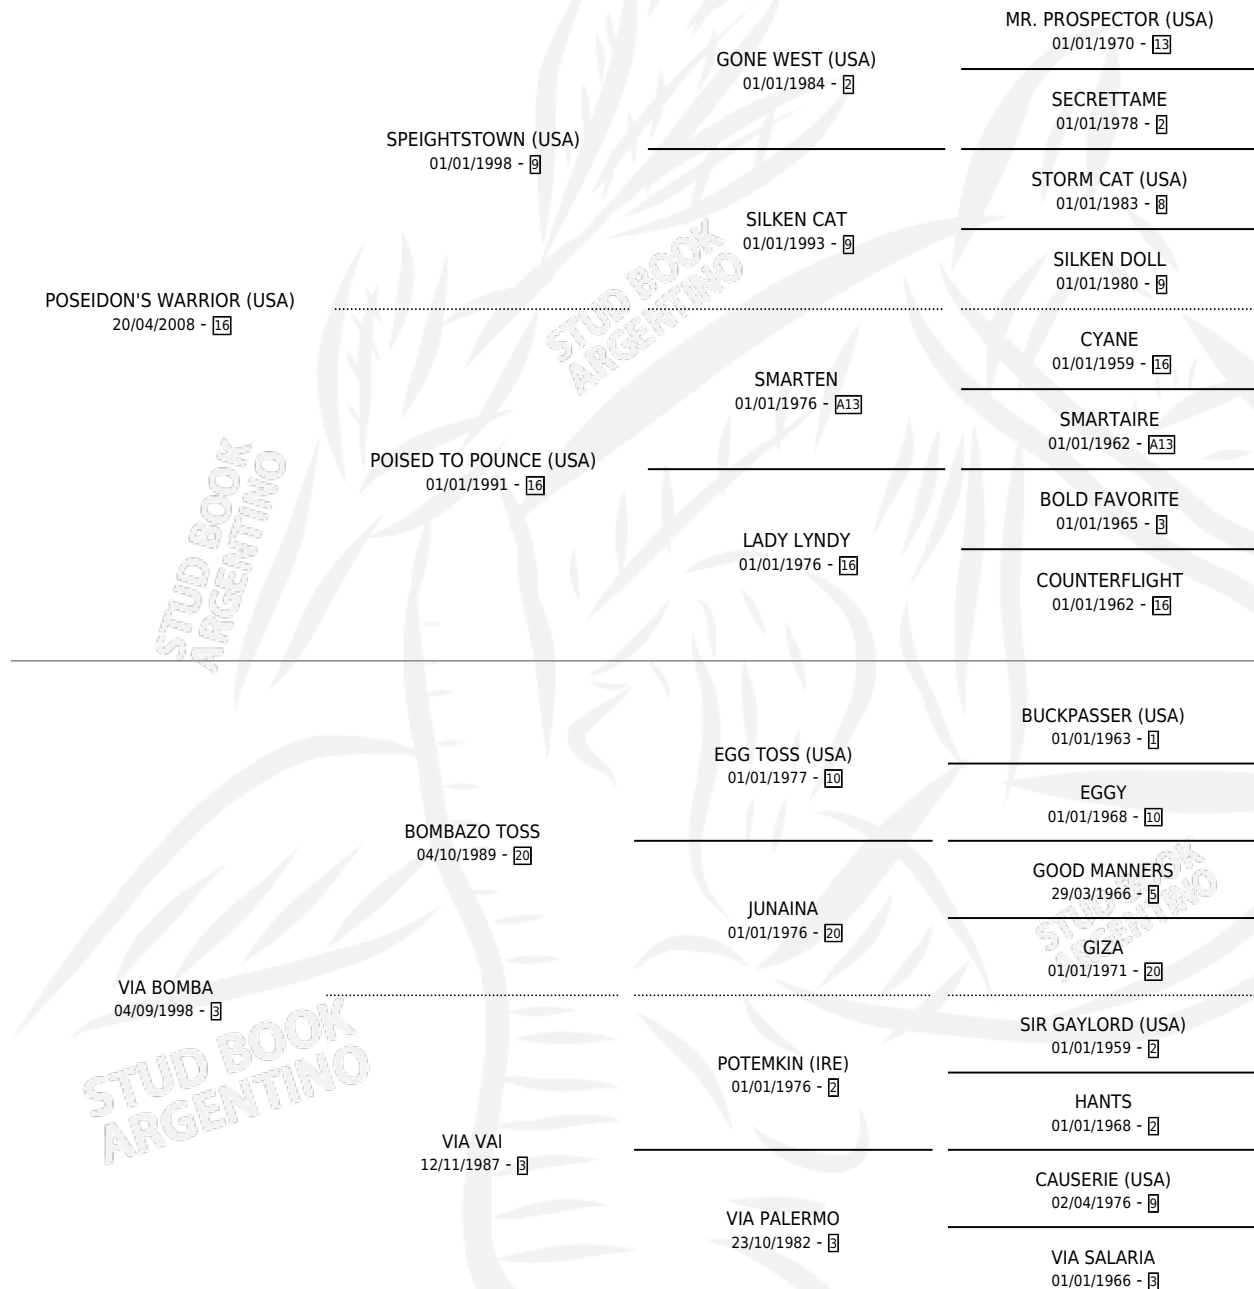 MR. PROSPECTOR (USA)
01/01/1970 - 13
GONE WEST (USA)
01/01/1984 - 2
SECRETTAME
01/01/1978 - 2
SPEIGHTSTOWN (USA)
01/01/1998 - 9
STORM CAT (USA)
01/01/1983 - 8
SILKEN CAT
01/01/1993 - 9
SILKEN DOLL
01/01/1980 - 9
POSEIDON'S WARRIOR (USA)
20/04/2008 - 16
CYANE
01/01/1959 - 16
SMARTEN
01/01/1976 - A13
SMARTAIRE
01/01/1962 - A13
POISED TO POUNCE (USA)
01/01/1991 - 16
BOLD FAVORITE
01/01/1965 - 3
LADY LYNDY
01/01/1976 - 16
COUNTERFLIGHT
01/01/1962 - 16
BUCKPASSER (USA)
01/01/1963 - 1
EGG TOSS (USA)
01/01/1977 - 10
EGGY
01/01/1968 - 10
BOMBAZO TOSS
04/10/1989 - 20
GOOD MANNERS
29/03/1966 - 5
JUNAINA
01/01/1976 - 20
GIZA
01/01/1971 - 20
VIA BOMBA
04/09/1998 - 3
SIR GAYLORD (USA)
01/01/1959 - 2
POTEMKIN (IRE)
01/01/1976 - 2
HANTS
01/01/1968 - 2
VIA VAI
12/11/1987 - 3
CAUSERIE (USA)
02/04/1976 - 9
VIA PALERMO
23/10/1982 - 3
VIA SALARIA
01/01/1966 - 3
STUD BOOK
ARGENTINO
STUD BOOK
ARGENTINO
STUD BOOK
ARGENTINO
STUD BOOK
ARGENTINO